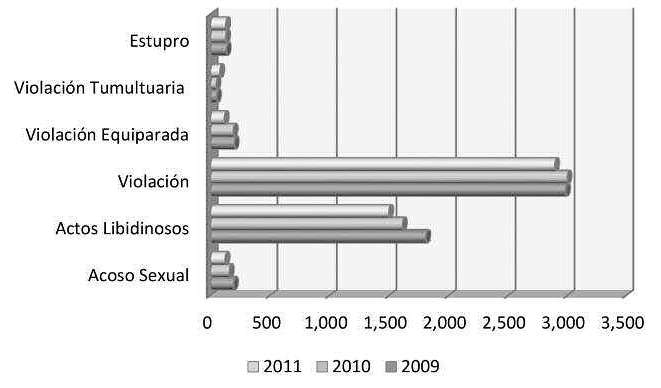 Estupro
Violación Tumultuaria
Violación Equiparada
Violación
Actos Libidinosos
Acoso Sexual
0 500 1,000 1,500 2,000 2,500 3,000 3,500
2011 2010 2009